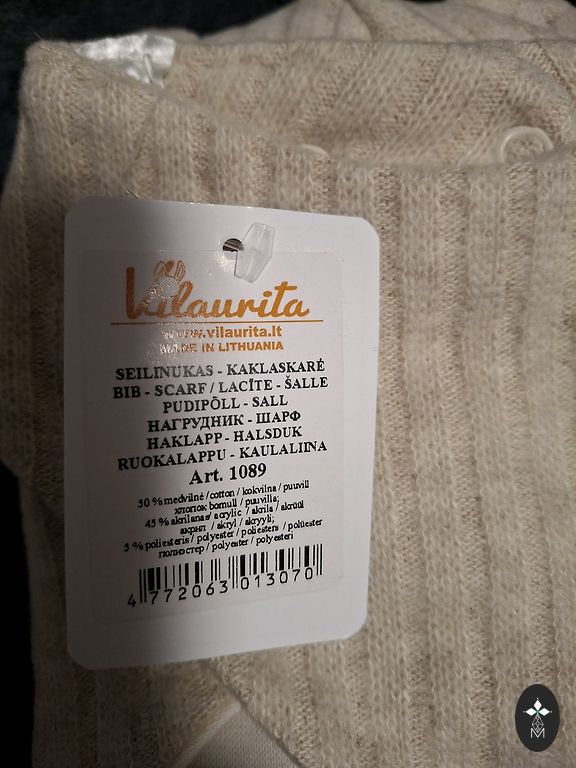 Vilaurita
www.vilaurita.lt
MADE IN LITHUANIA
SEILINUKAS - KAKLASKARĖ
BIB - SCARF / LACĪTE - ŠALLE
PUDIPÕLL - SALL
НАГРУДНИК - ШАРФ
HAKLAPP - HALSDUK
RUOKALAPPU - KAULALIINA
Art. 1089
50 % medvilnė / cotton / kokvilna / puuvill
хлопок bomull / puuvilla;
45 % akrilanas/ acrylic / akrila / akrüül
акрил / akryl / akryyli;
5 % poliesteris / polyester / poliesters / polüester
полиэстер / polyester / polyesteri
4 772063 013070
M